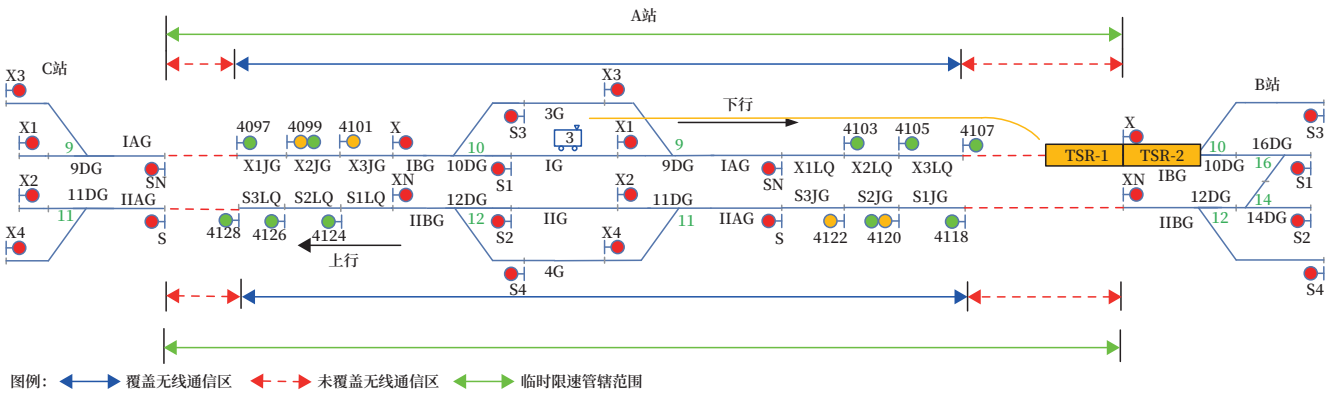 A站
C站
B站
X3
X3
下行
3G
S3
S3
X1
4097
4099
4101
X
3
X1
4103
4105
4107
X
IAG
9
10
9
10
16DG
9DG
X1JG
X2JG
X3JG
IBG
10DG
IG
9DG
IAG
X1LQ
X2LQ
X3LQ
TSR-1
TSR-2
10DG
16
SN
S1
SN
IBG
S1
X2
11DG
IIAG
S3LQ
S2LQ
S1LQ
XN
12DG
X2
11DG
S3JG
S2JG
S1JG
XN
12DG
14
11
IIBG
12
IIG
11
IIAG
IIBG
12
14DG
X4
S
4128
4126
4124
S2
X4
S
4122
4120
4118
S2
上行
4G
S4
S4
图例：
覆盖无线通信区
未覆盖无线通信区
临时限速管辖范围